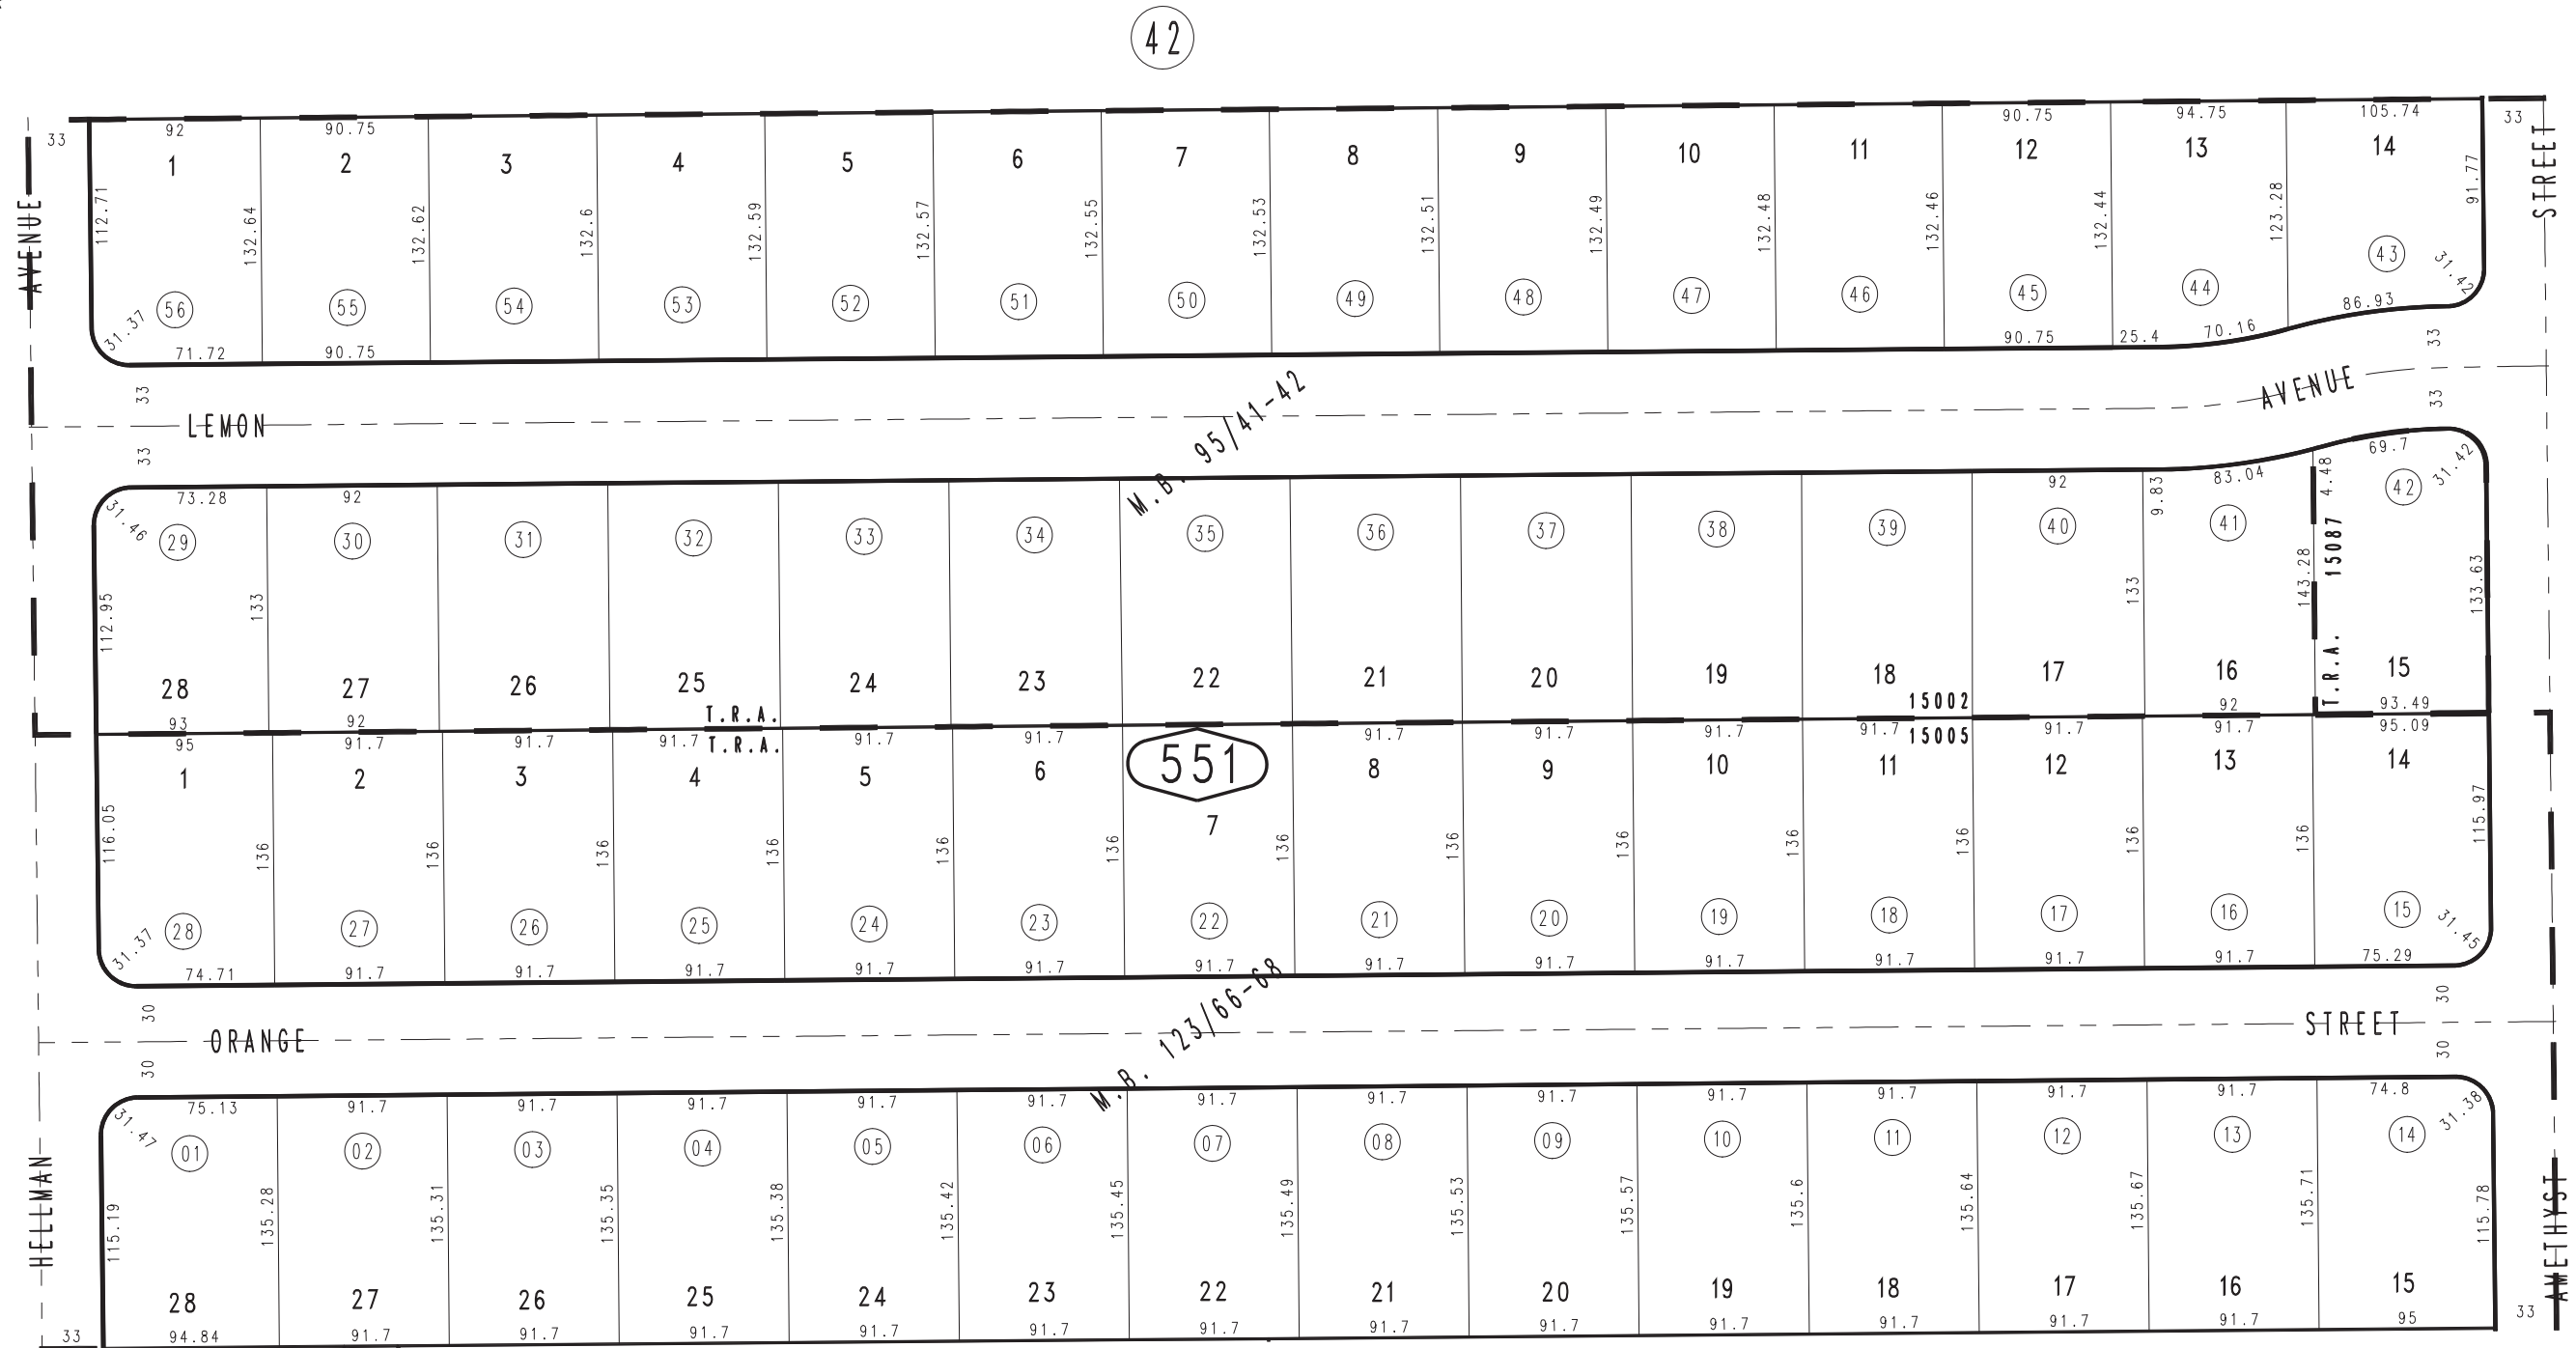 42
33 92 90.75 90.75 94.75 105.74 33
1 2 3 4 5 6 7 8 9 10 11 12 13 14
AVENUE
STREET
112.71 132.64 132.62 132.6 132.59 132.57 132.55 132.53 132.51 132.49 132.48 132.46 132.44 123.28 91.77
56 55 54 53 52 51 50 49 48 47 46 45 44 43
31.37 31.42
71.72 90.75 90.75 25.4 70.16 86.93
33 33
LEMON AVENUE
33 33
M.B. 95/41-42
73.28 92 92 9.83 83.04 4.48 69.7
31.46 31.42
29 30 31 32 33 34 35 36 37 38 39 40 41 42
112.95 133 133 143.28 133.63
T.R.A. 15087
28 27 26 25 24 23 22 21 20 19 18 17 16 15
T.R.A. 15002
93 92 92 93.49
95 91.7 91.7 91.7 91.7 91.7 91.7 91.7 91.7 91.7 91.7 91.7 95.09
T.R.A. 15005
551
1 2 3 4 5 6 7 8 9 10 11 12 13 14
116.05 136 136 136 136 136 136 136 136 136 136 136 136 136 115.97
28 27 26 25 24 23 22 21 20 19 18 17 16 15
31.37 31.45
74.71 91.7 91.7 91.7 91.7 91.7 91.7 91.7 91.7 91.7 91.7 91.7 91.7 75.29
30 30
ORANGE STREET
30 30
M.B. 123/66-68
75.13 91.7 91.7 91.7 91.7 91.7 91.7 91.7 91.7 91.7 91.7 91.7 91.7 74.8
31.47 31.38
01 02 03 04 05 06 07 08 09 10 11 12 13 14
HELLMAN
AMETHYST
115.19 135.28 135.31 135.35 135.38 135.42 135.45 135.49 135.53 135.57 135.6 135.64 135.67 135.71 115.78
28 27 26 25 24 23 22 21 20 19 18 17 16 15
33 94.84 91.7 91.7 91.7 91.7 91.7 91.7 91.7 91.7 91.7 91.7 91.7 91.7 95 33